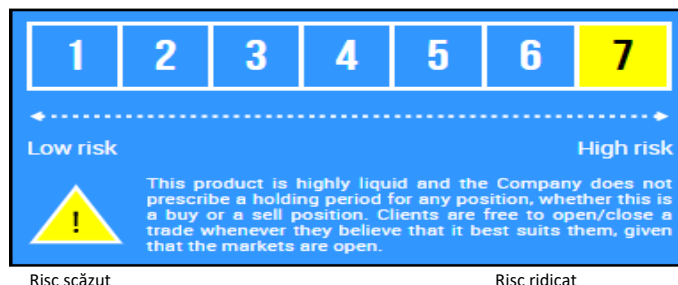 1 2 3 4 5 6 7
Low risk High risk
This product is highly liquid and the Company does not
prescribe a holding period for any position, whether this is
a buy or a sell position. Clients are free to open/close a
trade whenever they believe that it best suits them, given
that the markets are open.
!
Risc scăzut Risc ridicat